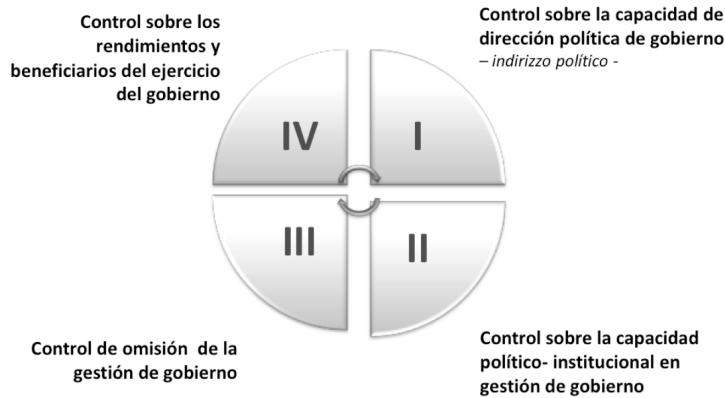 Control sobre los
rendimientos y
beneficiarios del ejercicio
del gobierno
Control sobre la capacidad de
dirección política de gobierno
– indirizzo político -
IV
I
III
II
Control de omisión de la
gestión de gobierno
Control sobre la capacidad
político- institucional en
gestión de gobierno